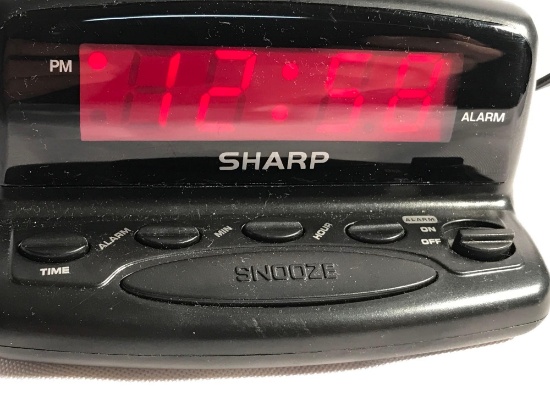 PM 12:58 ALARM
SHARP
TIME ALARM MIN HOUR ALARM ON OFF
SNOOZE